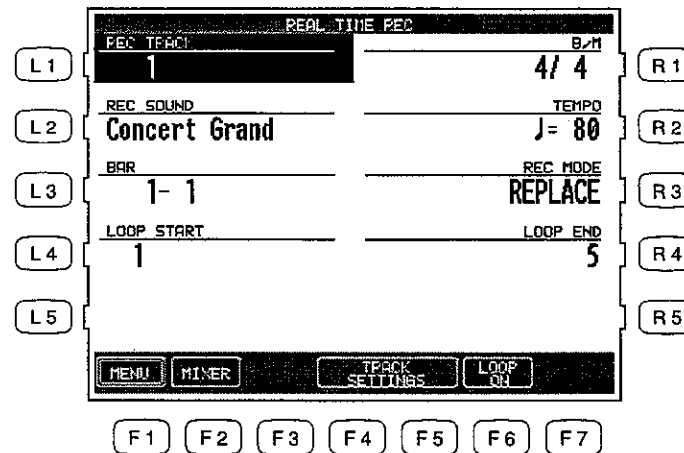 REAL TIME REC
REC TRACK
1
B/M
4/ 4
REC SOUND
Concert Grand
TEMPO
♩= 80
BAR
1- 1
REC MODE
REPLACE
LOOP START
1
LOOP END
5
MENU
MIXER
TRACK SETTINGS
LOOP ON
L1
L2
L3
L4
L5
R1
R2
R3
R4
R5
F1 F2 F3 F4 F5 F6 F7